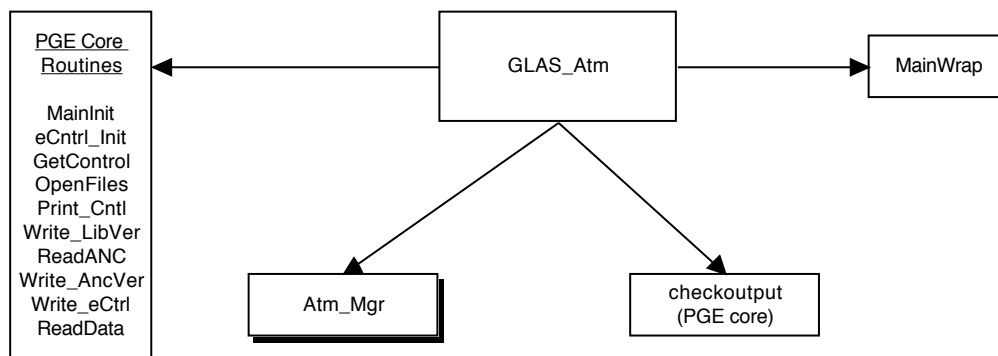 PGE Core
Routines
MainInit
eCntrl_Init
GetControl
OpenFiles
Print_Cntl
Write_LibVer
ReadANC
Write_AncVer
Write_eCtrl
ReadData
GLAS_Atm
MainWrap
Atm_Mgr
checkoutput
(PGE core)